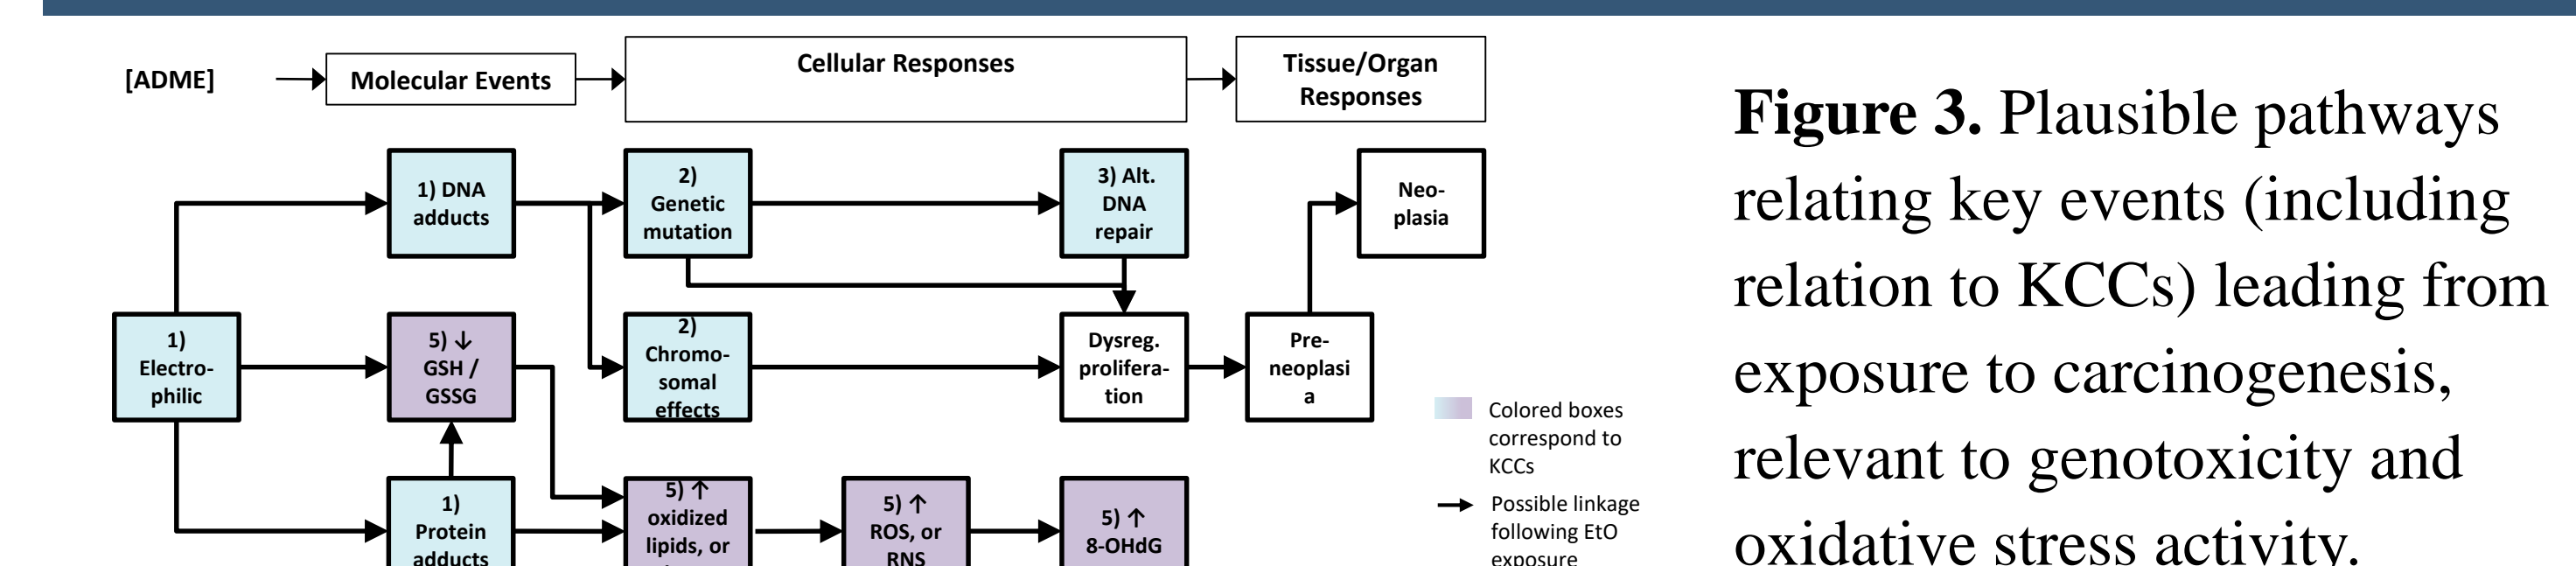 [ADME]
Molecular Events
Cellular Responses
Tissue/Organ
Responses
1) DNA
adducts
2)
Genetic
mutation
3) Alt.
DNA
repair
Neo-
plasia
1)
Electro-
philic
5) ↓
GSH /
GSSG
2)
Chromo-
somal
effects
Dysreg.
prolifera-
tion
Pre-
neoplasi
a
1)
Protein
adducts
5) ↑
oxidized
lipids, or
5) ↑
ROS, or
RNS
5) ↑
8-OHdG
Colored boxes
correspond to
KCCs
Possible linkage
following EtO
exposure
Figure 3. Plausible pathways
relating key events (including
relation to KCCs) leading from
exposure to carcinogenesis,
relevant to genotoxicity and
oxidative stress activity.